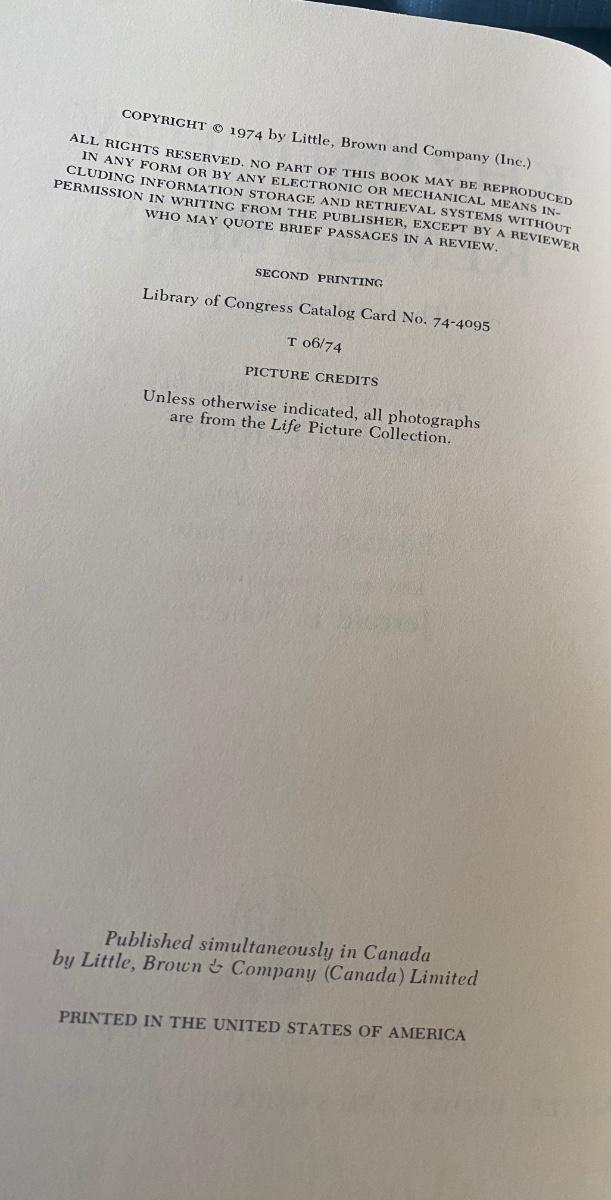 COPYRIGHT © 1974 by Little, Brown and Company (Inc.)
ALL RIGHTS RESERVED. NO PART OF THIS BOOK MAY BE REPRODUCED
IN ANY FORM OR BY ANY ELECTRONIC OR MECHANICAL MEANS IN-
CLUDING INFORMATION STORAGE AND RETRIEVAL SYSTEMS WITHOUT
PERMISSION IN WRITING FROM THE PUBLISHER, EXCEPT BY A REVIEWER
WHO MAY QUOTE BRIEF PASSAGES IN A REVIEW.
SECOND PRINTING
Library of Congress Catalog Card No. 74-4095
T 06/74
PICTURE CREDITS
Unless otherwise indicated, all photographs
are from the Life Picture Collection.
Published simultaneously in Canada
by Little, Brown & Company (Canada) Limited
PRINTED IN THE UNITED STATES OF AMERICA